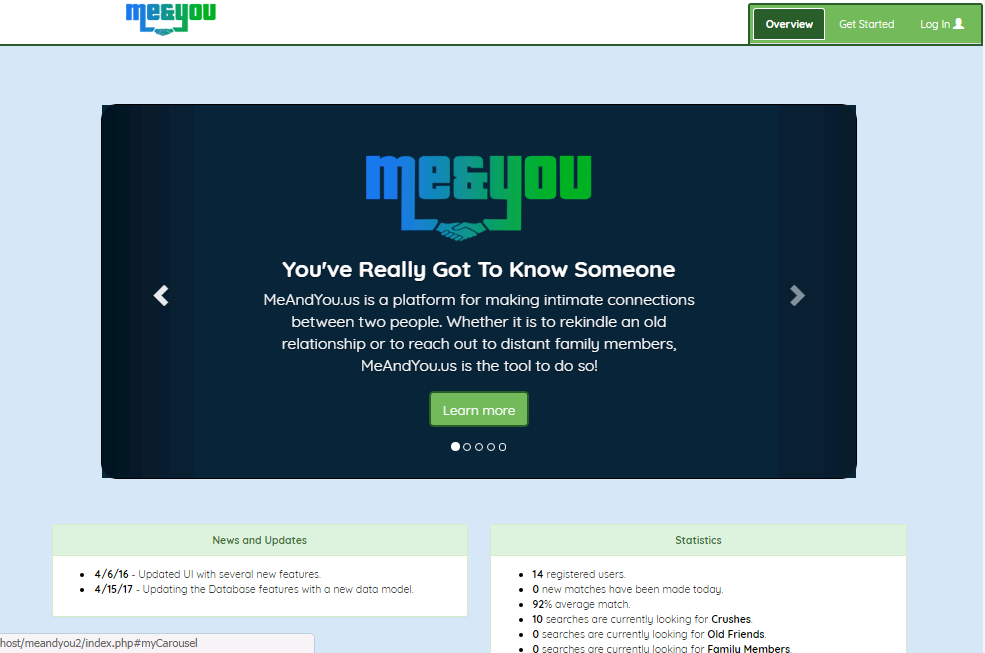 me&you
Overview Get Started Log In
me&you
You've Really Got To Know Someone
MeAndYou.us is a platform for making intimate connections
between two people. Whether it is to rekindle an old
relationship or to reach out to distant family members,
MeAndYou.us is the tool to do so!
Learn more
News and Updates
4/6/16 - Updated UI with several new features.
4/15/17 - Updating the Database features with a new data model.
Statistics
14 registered users.
0 new matches have been made today.
92% average match.
10 searches are currently looking for Crushes.
0 searches are currently looking for Old Friends.
0 searches are currently looking for Family Members.
host/meandyou2/index.php#myCarousel